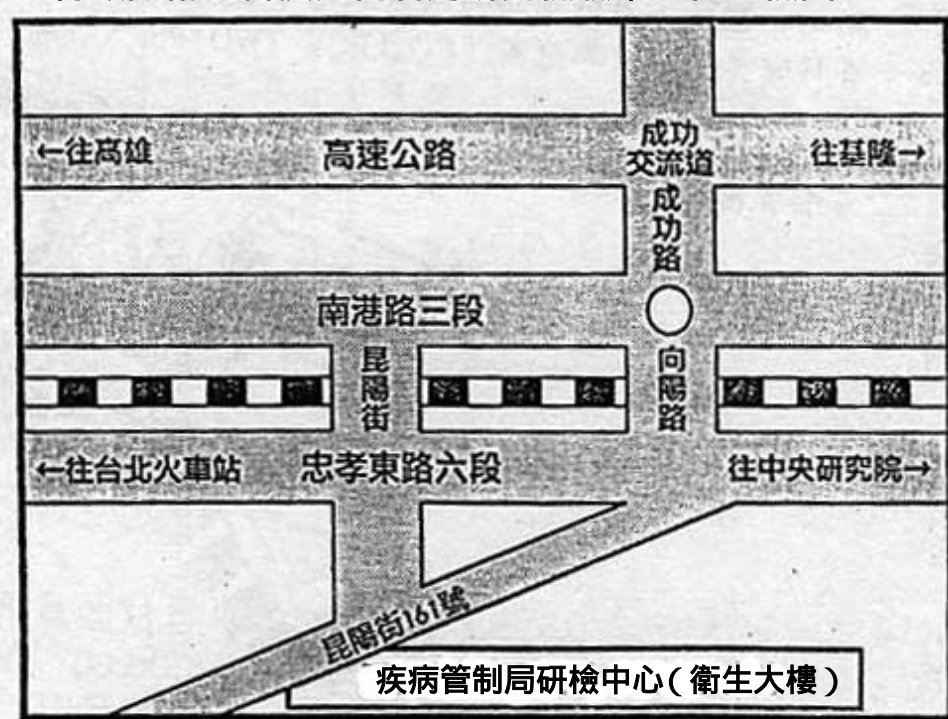 成功
交流道
←往高雄
高速公路
往基隆→
成功路
南港路三段
昆陽街
向陽路
←往台北火車站
忠孝東路六段
往中央研究院→
昆陽街161號
疾病管制局研檢中心(衛生大樓)